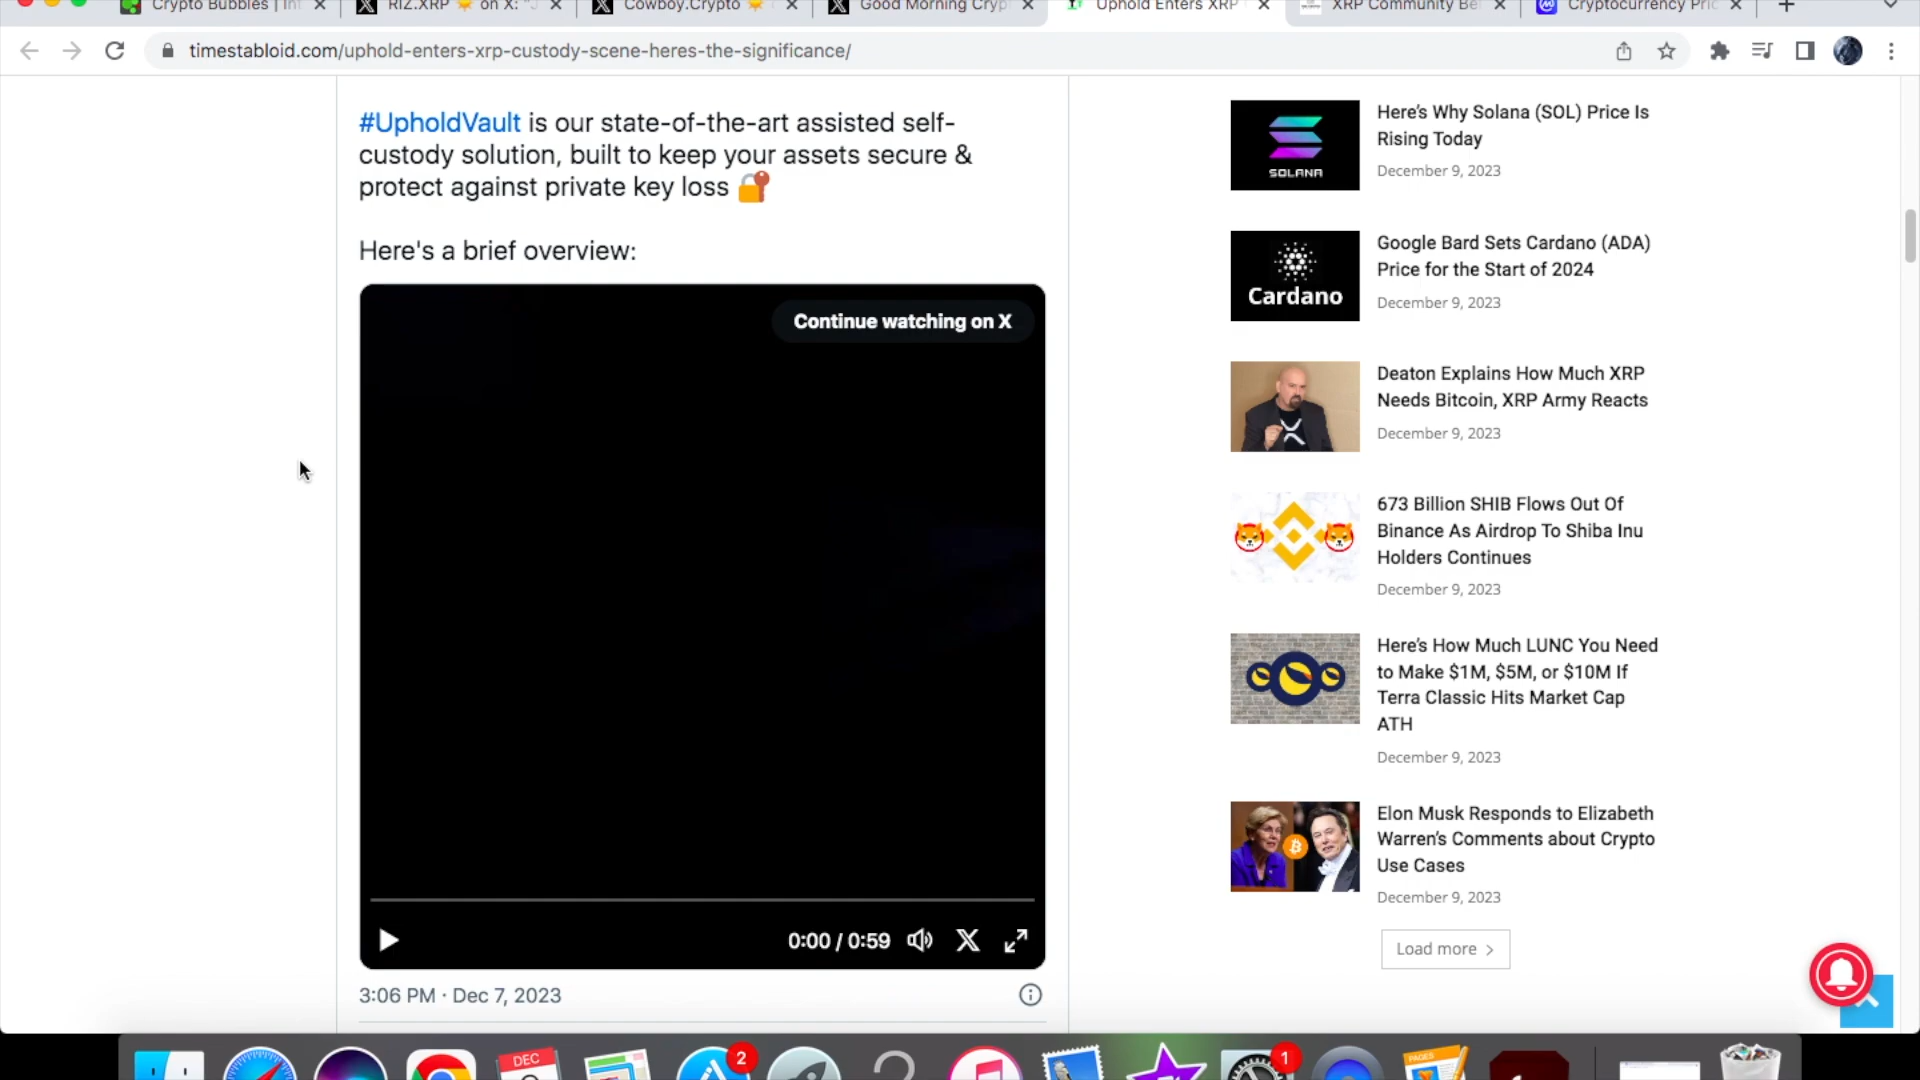 Crypto Bubbles | Int
RIZ.XRP ☀️ on X: "J
Cowboy.Crypto ☀️
Good Morning Cryp
Uphold Enters XRP
XRP Community Be
Cryptocurrency Pric
timestabloid.com/uphold-enters-xrp-custody-scene-heres-the-significance/
#UpholdVault is our state-of-the-art assisted self-
custody solution, built to keep your assets secure &
protect against private key loss 🔐
Here's a brief overview:
Continue watching on X
0:00 / 0:59
3:06 PM · Dec 7, 2023
SOLANA
Here's Why Solana (SOL) Price Is
Rising Today
December 9, 2023
Cardano
Google Bard Sets Cardano (ADA)
Price for the Start of 2024
December 9, 2023
Deaton Explains How Much XRP
Needs Bitcoin, XRP Army Reacts
December 9, 2023
673 Billion SHIB Flows Out Of
Binance As Airdrop To Shiba Inu
Holders Continues
December 9, 2023
Here's How Much LUNC You Need
to Make $1M, $5M, or $10M If
Terra Classic Hits Market Cap
ATH
December 9, 2023
Elon Musk Responds to Elizabeth
Warren's Comments about Crypto
Use Cases
December 9, 2023
Load more >
DEC
2
1
PAGES